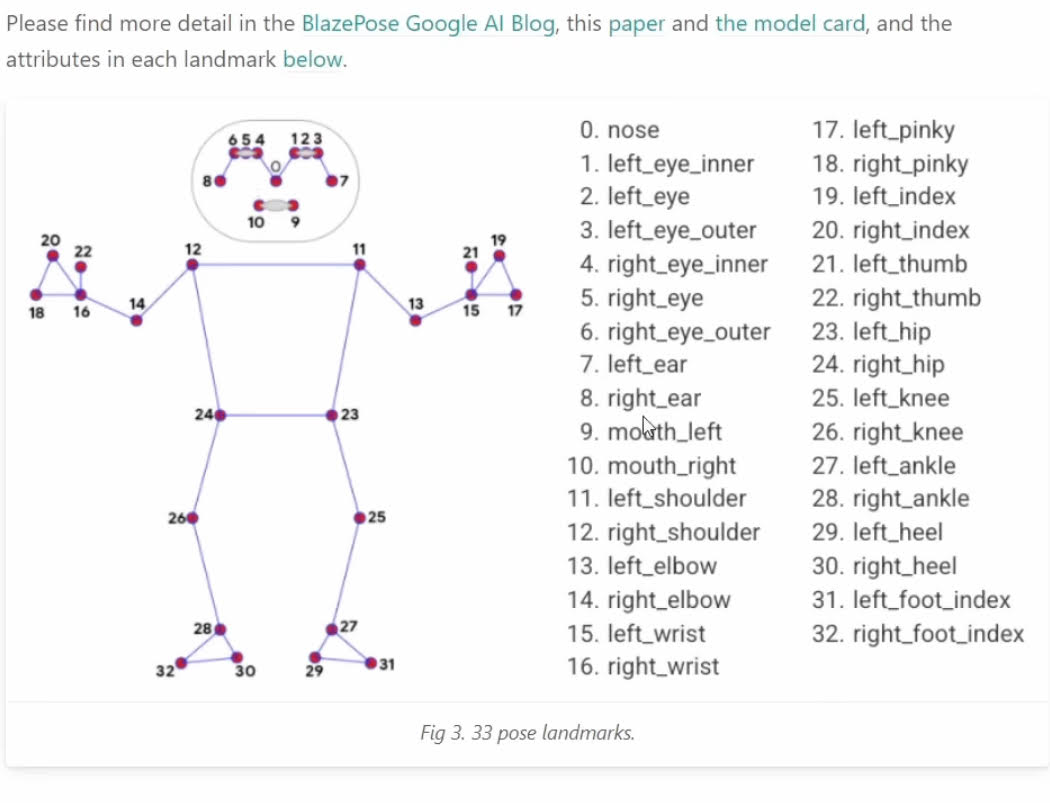 Please find more detail in the BlazePose Google AI Blog, this paper and the model card, and the
attributes in each landmark below.
6 5 4 1 2 3
0
8 7
10 9
20 22 12 11 21 19
18 16 14 13 15 17
24 23
26 25
28 27
32 30 29 31
0. nose
1. left_eye_inner
2. left_eye
3. left_eye_outer
4. right_eye_inner
5. right_eye
6. right_eye_outer
7. left_ear
8. right_ear
9. mouth_left
10. mouth_right
11. left_shoulder
12. right_shoulder
13. left_elbow
14. right_elbow
15. left_wrist
16. right_wrist
17. left_pinky
18. right_pinky
19. left_index
20. right_index
21. left_thumb
22. right_thumb
23. left_hip
24. right_hip
25. left_knee
26. right_knee
27. left_ankle
28. right_ankle
29. left_heel
30. right_heel
31. left_foot_index
32. right_foot_index
Fig 3. 33 pose landmarks.